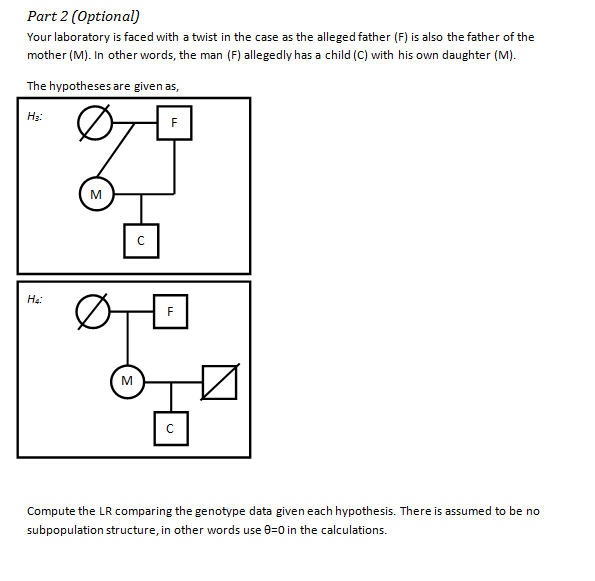 Part 2 (Optional)
Your laboratory is faced with a twist in the case as the alleged father (F) is also the father of the
mother (M). In other words, the man (F) allegedly has a child (C) with his own daughter (M).
The hypotheses are given as,
H₃:
F
M
C
H₄:
F
M
C
Compute the LR comparing the genotype data given each hypothesis. There is assumed to be no
subpopulation structure, in other words use θ=0 in the calculations.